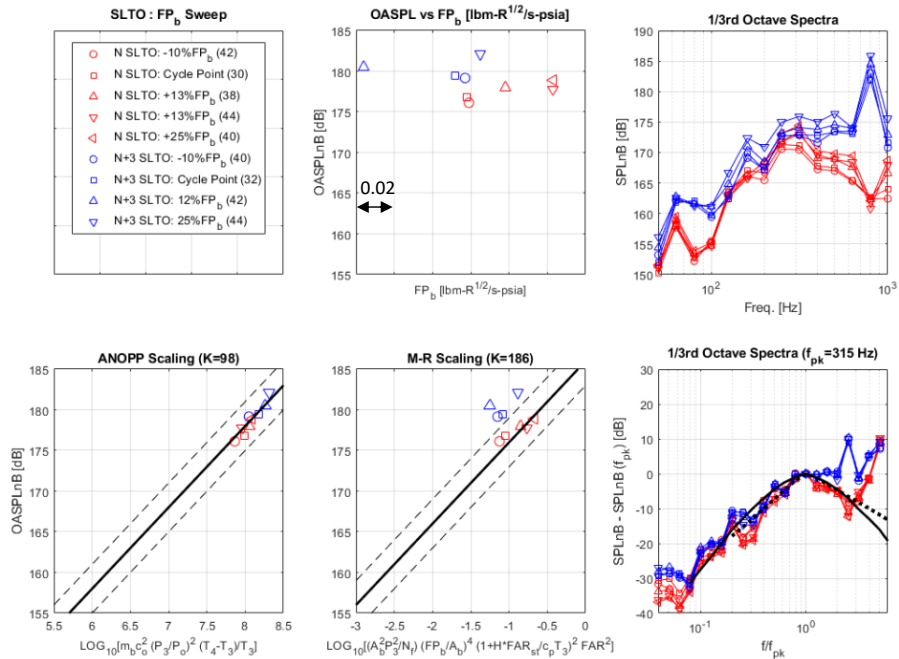 SLTO : FP_b Sweep
N SLTO: -10%FP_b (42)
N SLTO: Cycle Point (30)
N SLTO: +13%FP_b (38)
N SLTO: +13%FP_b (44)
N SLTO: +25%FP_b (40)
N+3 SLTO: -10%FP_b (40)
N+3 SLTO: Cycle Point (32)
N+3 SLTO: 12%FP_b (42)
N+3 SLTO: 25%FP_b (44)
OASPL vs FP_b [lbm-R^1/2/s-psia]
185
180
175
170
165
160
155
OASPLnB [dB]
0.02
FP_b [lbm-R^1/2/s-psia]
1/3rd Octave Spectra
190
185
180
175
170
165
160
155
150
SPLnB [dB]
10^2
10^3
Freq. [Hz]
ANOPP Scaling (K=98)
185
180
175
170
165
160
155
OASPLnB [dB]
5.5 6 6.5 7 7.5 8 8.5
LOG_10[m_b c_o^2 (P_3/P_o)^2 (T_4-T_3)/T_3]
M-R Scaling (K=186)
185
180
175
170
165
160
155
OASPLnB [dB]
-3 -2.5 -2 -1.5 -1 -0.5 0
LOG_10[(A_b^2P_3^2/N_f) (FP_b/A_b)^4 (1+H*FAR_st/c_pT_3)^2 FAR^2]
1/3rd Octave Spectra (f_pk=315 Hz)
30
20
10
0
-10
-20
-30
-40
SPLnB - SPLnB (f_pk) [dB]
10^-1
10^0
f/f_pk